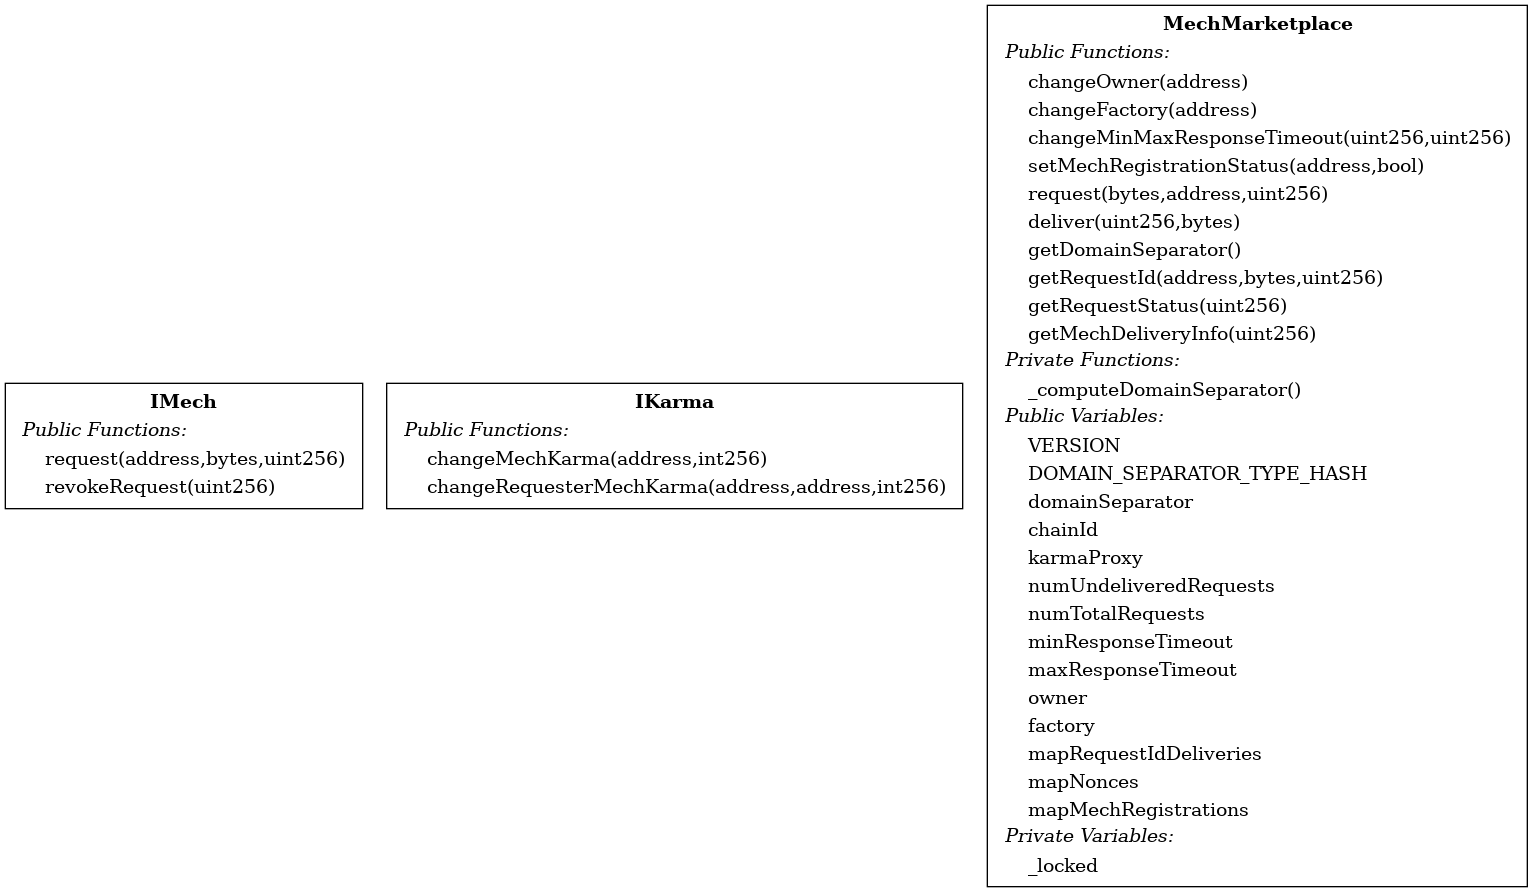 IMech
Public Functions:
request(address,bytes,uint256)
revokeRequest(uint256)
IKarma
Public Functions:
changeMechKarma(address,int256)
changeRequesterMechKarma(address,address,int256)
MechMarketplace
Public Functions:
changeOwner(address)
changeFactory(address)
changeMinMaxResponseTimeout(uint256,uint256)
setMechRegistrationStatus(address,bool)
request(bytes,address,uint256)
deliver(uint256,bytes)
getDomainSeparator()
getRequestId(address,bytes,uint256)
getRequestStatus(uint256)
getMechDeliveryInfo(uint256)
Private Functions:
_computeDomainSeparator()
Public Variables:
VERSION
DOMAIN_SEPARATOR_TYPE_HASH
domainSeparator
chainId
karmaProxy
numUndeliveredRequests
numTotalRequests
minResponseTimeout
maxResponseTimeout
owner
factory
mapRequestIdDeliveries
mapNonces
mapMechRegistrations
Private Variables:
_locked